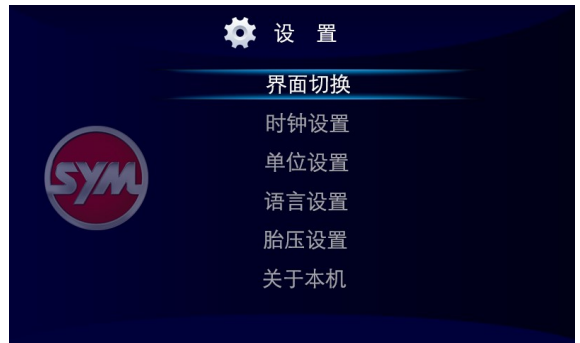 设 置
界面切换
时钟设置
单位设置
SYM
语言设置
胎压设置
关于本机